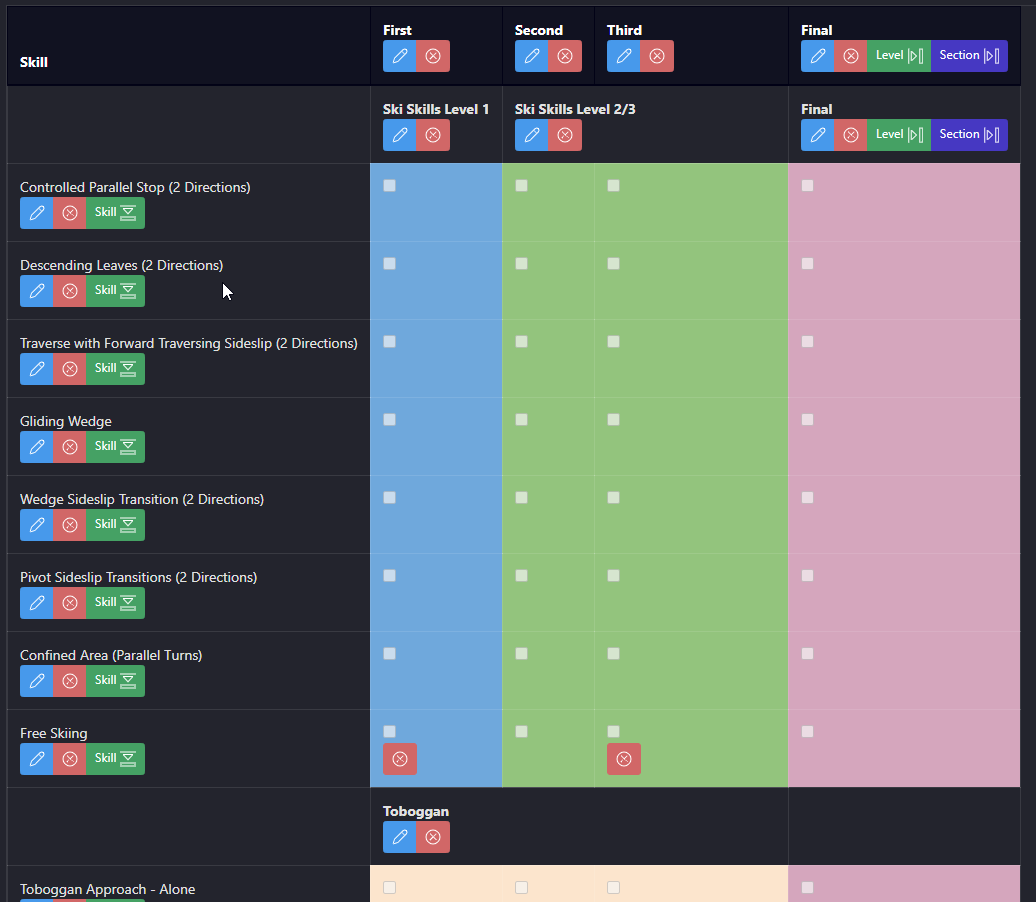 Skill First Second Third Final
Level Section
Ski Skills Level 1 Ski Skills Level 2/3 Final
Level Section
Controlled Parallel Stop (2 Directions)
Skill
Descending Leaves (2 Directions)
Skill
Traverse with Forward Traversing Sideslip (2 Directions)
Skill
Gliding Wedge
Skill
Wedge Sideslip Transition (2 Directions)
Skill
Pivot Sideslip Transitions (2 Directions)
Skill
Confined Area (Parallel Turns)
Skill
Free Skiing
Skill
Toboggan
Toboggan Approach - Alone